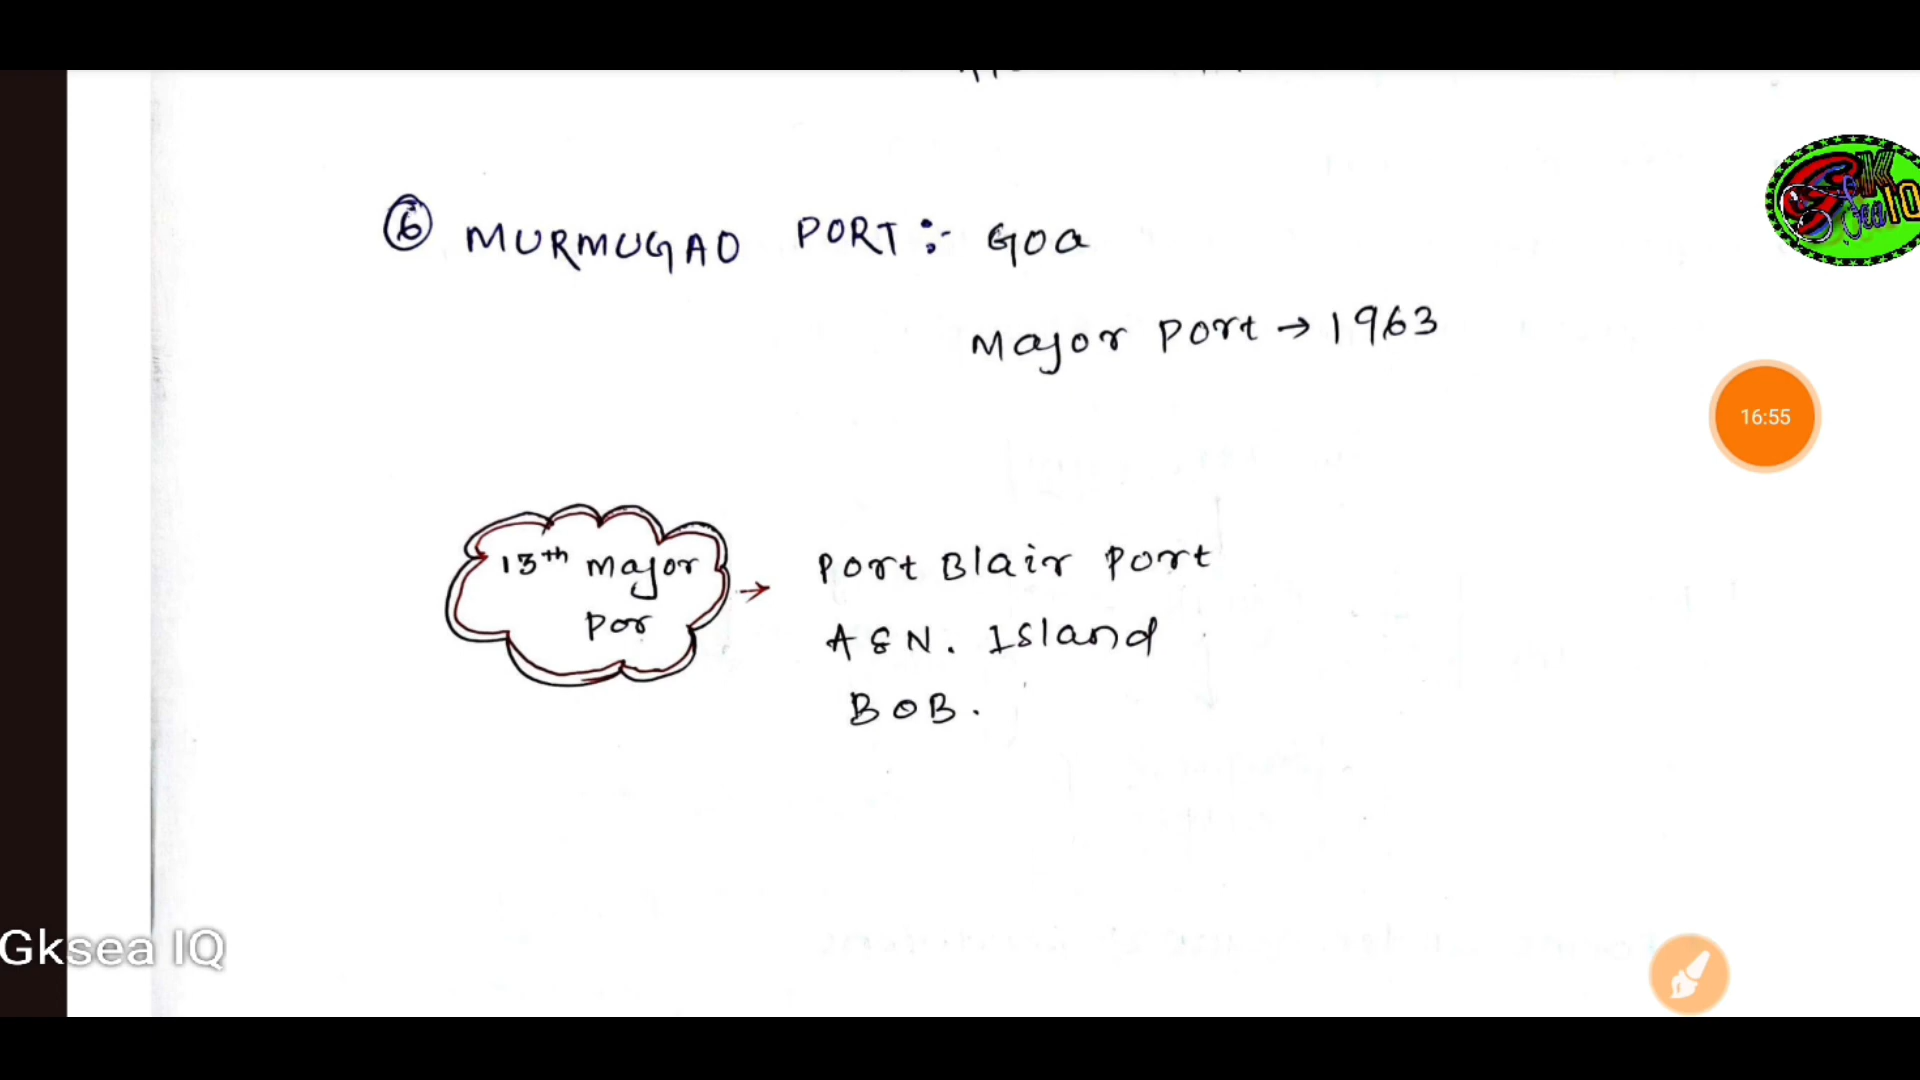 6 MURMUGAO PORT :- GOA
Major Port → 1963
16:55
13th Major
Por
→ Port Blair Port
A & N. Island
BOB.
Gksea IQ